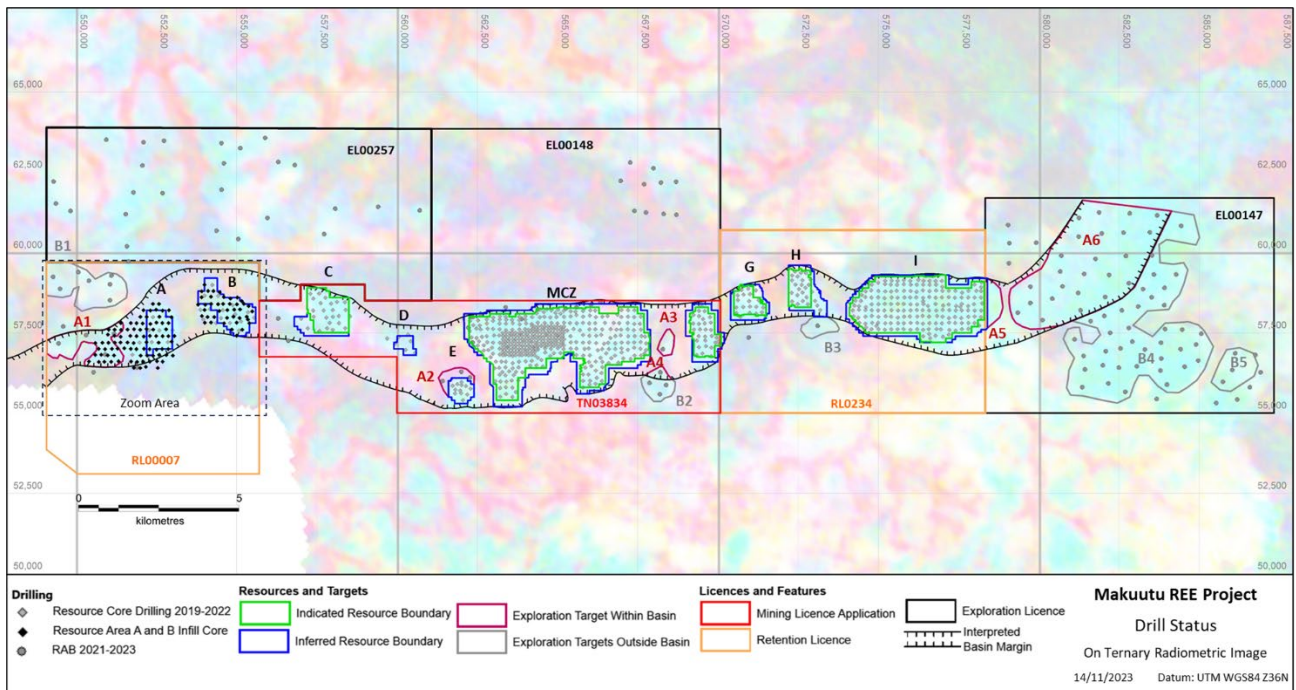 550,000
552,500
555,000
557,500
560,000
562,500
565,000
567,500
570,000
572,500
575,000
577,500
580,000
582,500
585,000
587,500
65,000
65,000
62,500
EL00257
EL00148
62,500
60,000
B1
EL00147
60,000
A6
A
B
C
D
E
MCZ
G
H
I
57,500
A1
A2
A3
A4
A5
B2
B3
B4
B5
57,500
55,000
Zoom Area
TN03834
RL0234
55,000
RL00007
52,500
52,500
0 5
kilometres
50,000
50,000
Drilling
Resource Core Drilling 2019-2022
Resource Area A and B Infill Core
RAB 2021-2023
Resources and Targets
Indicated Resource Boundary
Inferred Resource Boundary
Exploration Target Within Basin
Exploration Targets Outside Basin
Licences and Features
Mining Licence Application
Retention Licence
Exploration Licence
Interpreted
Basin Margin
Makuutu REE Project
Drill Status
On Ternary Radiometric Image
14/11/2023 Datum: UTM WGS84 Z36N